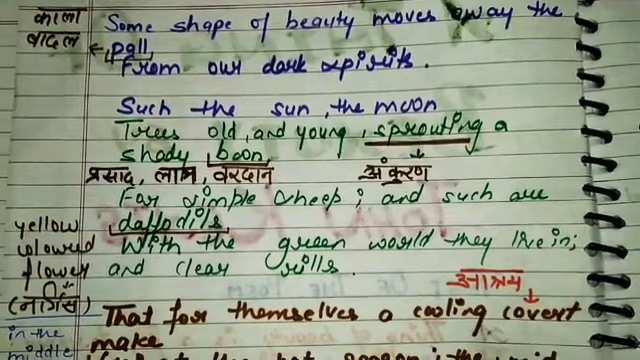 काला
बादल
Some shape of beauty moves away the
pall
From our dark spirits.
Such the sun, the moon
Trees old, and young, sprouting a
shady boon,
प्रसाद, लाभ, वरदान
अंकुरण
For simple sheep; and such are
yellow
coloured
flower
(नर्गिस)
daffodils
With the green world they live in;
and clear rills.
आश्रय
That for themselves a cooling covert
make
in the
middle